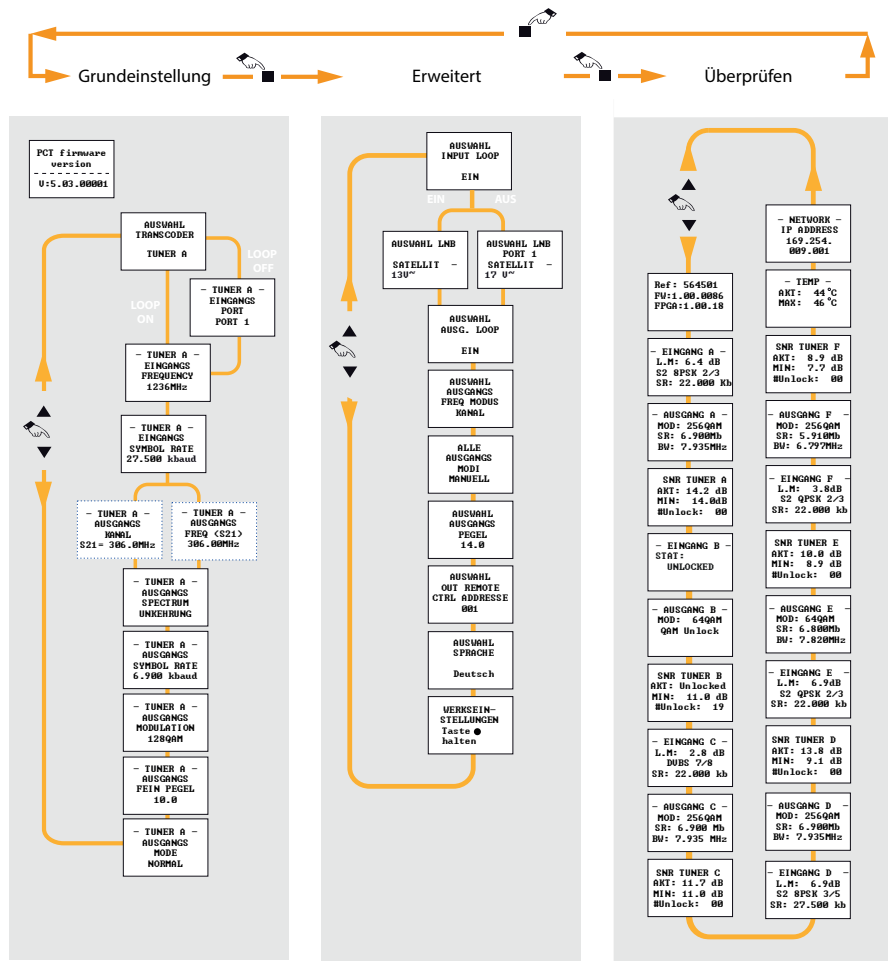 Grundeinstellung
Erweitert
Überprüfen
PCT firmware
version
- - - - - - - - - -
V:5.03.00001
AUSWAHL
TRANSCODER
TUNER A
LOOP
OFF
LOOP
ON
- TUNER A -
EINGANGS
PORT
PORT 1
- TUNER A -
EINGANGS
FREQUENCY
1236MHz
- TUNER A -
EINGANGS
SYMBOL RATE
27.500 kbaud
- TUNER A -
AUSGANGS
KANAL
S21= 306.0MHz
- TUNER A -
AUSGANGS
FREQ (S21)
306.00MHz
- TUNER A -
AUSGANGS
SPECTRUM
UNKEHRUNG
- TUNER A -
AUSGANGS
SYMBOL RATE
6.900 kbaud
- TUNER A -
AUSGANGS
MODULATION
128QAM
- TUNER A -
AUSGANGS
FEIN PEGEL
10.0
- TUNER A -
AUSGANGS
MODE
NORMAL
AUSWAHL
INPUT LOOP
EIN
EIN
AUS
AUSWAHL LNB
SATELLIT -
13V~
AUSWAHL LNB
PORT 1
SATELLIT -
17 V~
AUSWAHL
AUSG. LOOP
EIN
AUSWAHL
AUSGANGS
FREQ MODUS
KANAL
ALLE
AUSGANGS
MODI
MANUELL
AUSWAHL
AUSGANGS
PEGEL
14.0
AUSWAHL
OUT REMOTE
CTRL ADDRESSE
001
AUSWAHL
SPRACHE
Deutsch
WERKSEIN-
STELLUNGEN
Taste ●
halten
Ref: 564501
FW:1.00.0086
FPGA:1.00.18
- EINGANG A -
L.M: 6.4 dB
S2 8PSK 2/3
SR: 22.000 Kb
- AUSGANG A -
MOD: 256QAM
SR: 6.900Mb
BW: 7.935MHz
SNR TUNER A
AKT: 14.2 dB
MIN: 14.0dB
#Unlock: 00
- EINGANG B -
STAT:
UNLOCKED
- AUSGANG B -
MOD: 64QAM
QAM Unlock
SNR TUNER B
AKT: Unlocked
MIN: 11.0 dB
#Unlock: 19
- EINGANG C -
L.M: 2.8 dB
DVBS 7/8
SR: 22.000 kb
- AUSGANG C -
MOD: 256QAM
SR: 6.900 Mb
BW: 7.935 MHz
SNR TUNER C
AKT: 11.7 dB
MIN: 11.0 dB
#Unlock: 00
- NETWORK -
IP ADDRESS
169.254.
009.001
- TEMP -
AKT: 44°C
MAX: 46°C
SNR TUNER F
AKT: 8.9 dB
MIN: 7.7 dB
#Unlock: 00
- AUSGANG F -
MOD: 256QAM
SR: 5.910Mb
BW: 6.797MHz
- EINGANG F -
L.M: 3.8dB
S2 QPSK 2/3
SR: 22.000 kb
SNR TUNER E
AKT: 10.0 dB
MIN: 8.9 dB
#Unlock: 00
- AUSGANG E -
MOD: 64QAM
SR: 6.800Mb
BW: 7.820MHz
- EINGANG E -
L.M: 6.9dB
S2 QPSK 2/3
SR: 22.000 kb
SNR TUNER D
AKT: 13.8 dB
MIN: 9.1 dB
#Unlock: 00
- AUSGANG D -
MOD: 256QAM
SR: 6.900Mb
BW: 7.935MHz
- EINGANG D -
L.M: 6.9dB
S2 8PSK 3/5
SR: 27.500 kb